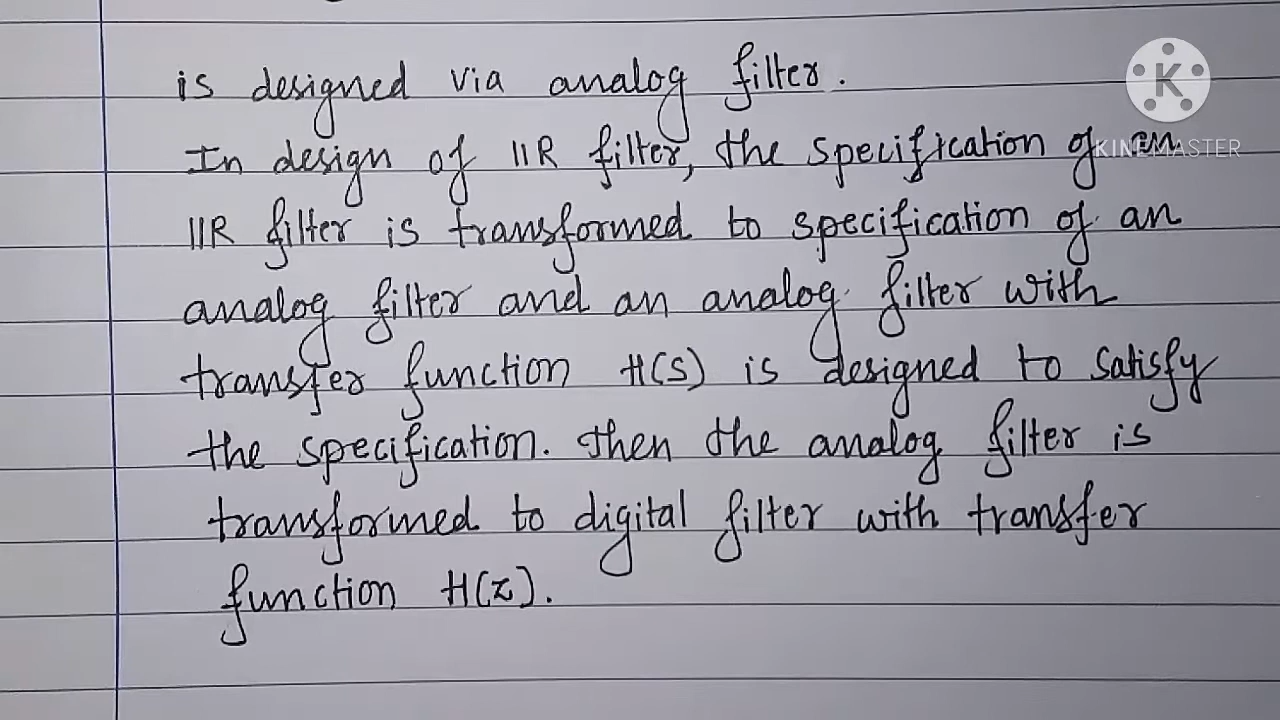 is designed via analog filter.
In design of IIR filter, the specification of an
IIR filter is transformed to specification of an
analog filter and an analog filter with
transfer function H(s) is designed to satisfy
the specification. Then the analog filter is
transformed to digital filter with transfer
function H(z).
K
KINEMASTER